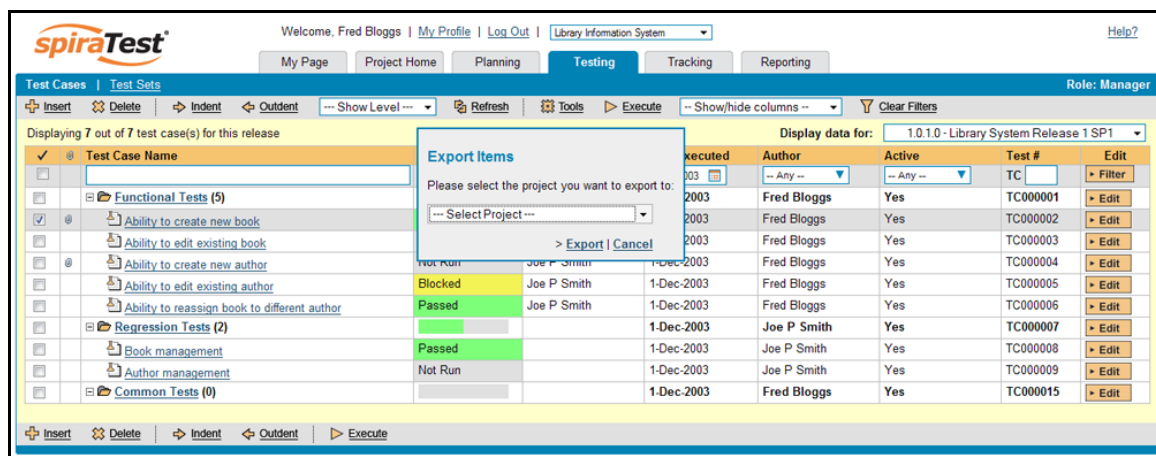 spiraTest
Welcome, Fred Bloggs | My Profile | Log Out | Library Information System
Help?
My Page Project Home Planning Testing Tracking Reporting
Test Cases | Test Sets Role: Manager
Insert Delete Indent Outdent --- Show Level --- Refresh Tools Execute -- Show/hide columns -- Clear Filters
Displaying 7 out of 7 test case(s) for this release Display data for: 1.0.1.0 - Library System Release 1 SP1
Test Case Name Author Active Test # Edit
-- Any -- -- Any -- TC Filter
Export Items
Please select the project you want to export to:
--- Select Project ---
> Export | Cancel
Functional Tests (5) Fred Bloggs Yes TC000001 Edit
Ability to create new book Fred Bloggs Yes TC000002 Edit
Ability to edit existing book Fred Bloggs Yes TC000003 Edit
Ability to create new author Not Run Joe P Smith 1-Dec-2003 Fred Bloggs Yes TC000004 Edit
Ability to edit existing author Blocked Joe P Smith 1-Dec-2003 Fred Bloggs Yes TC000005 Edit
Ability to reassign book to different author Passed Joe P Smith 1-Dec-2003 Fred Bloggs Yes TC000006 Edit
Regression Tests (2) 1-Dec-2003 Joe P Smith Yes TC000007 Edit
Book management Passed 1-Dec-2003 Joe P Smith Yes TC000008 Edit
Author management Not Run 1-Dec-2003 Joe P Smith Yes TC000009 Edit
Common Tests (0) 1-Dec-2003 Fred Bloggs Yes TC000015 Edit
Insert Delete Indent Outdent Execute